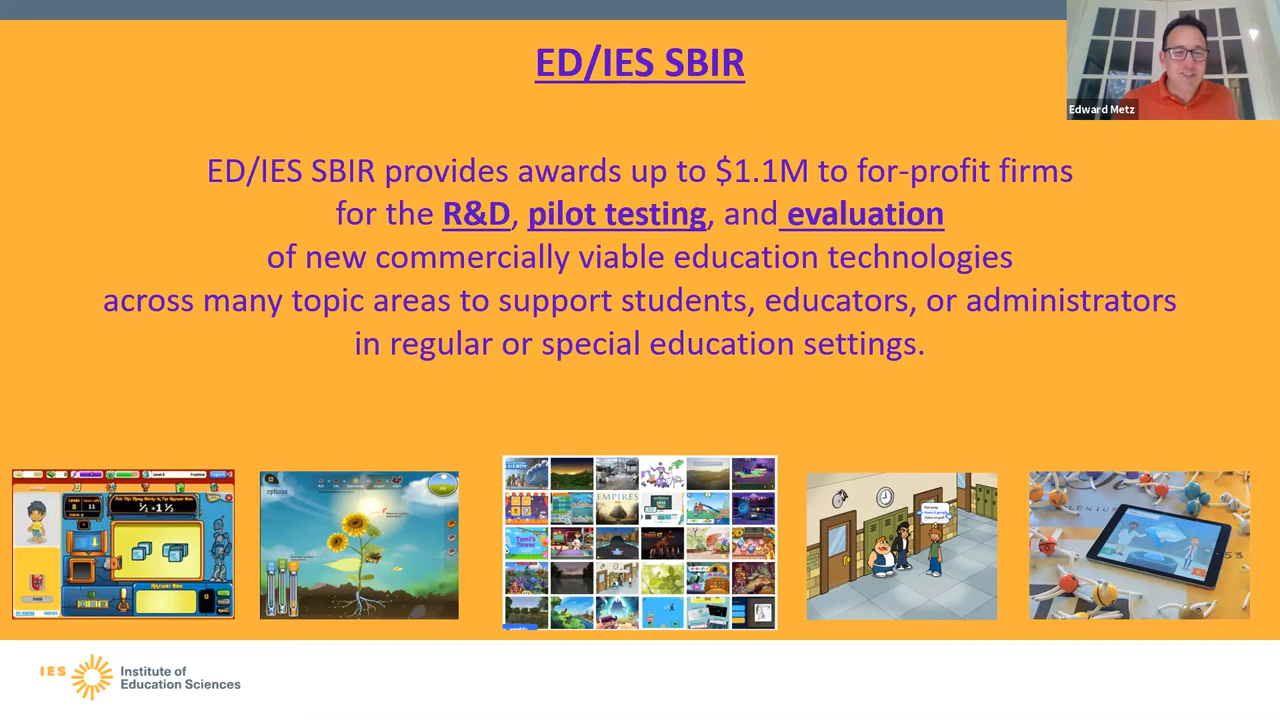 ED/IES SBIR
Edward Metz
ED/IES SBIR provides awards up to $1.1M to for-profit firms
for the R&D, pilot testing, and evaluation
of new commercially viable education technologies
across many topic areas to support students, educators, or administrators
in regular or special education settings.
options
EMPIRES
IES
Institute of
Education Sciences